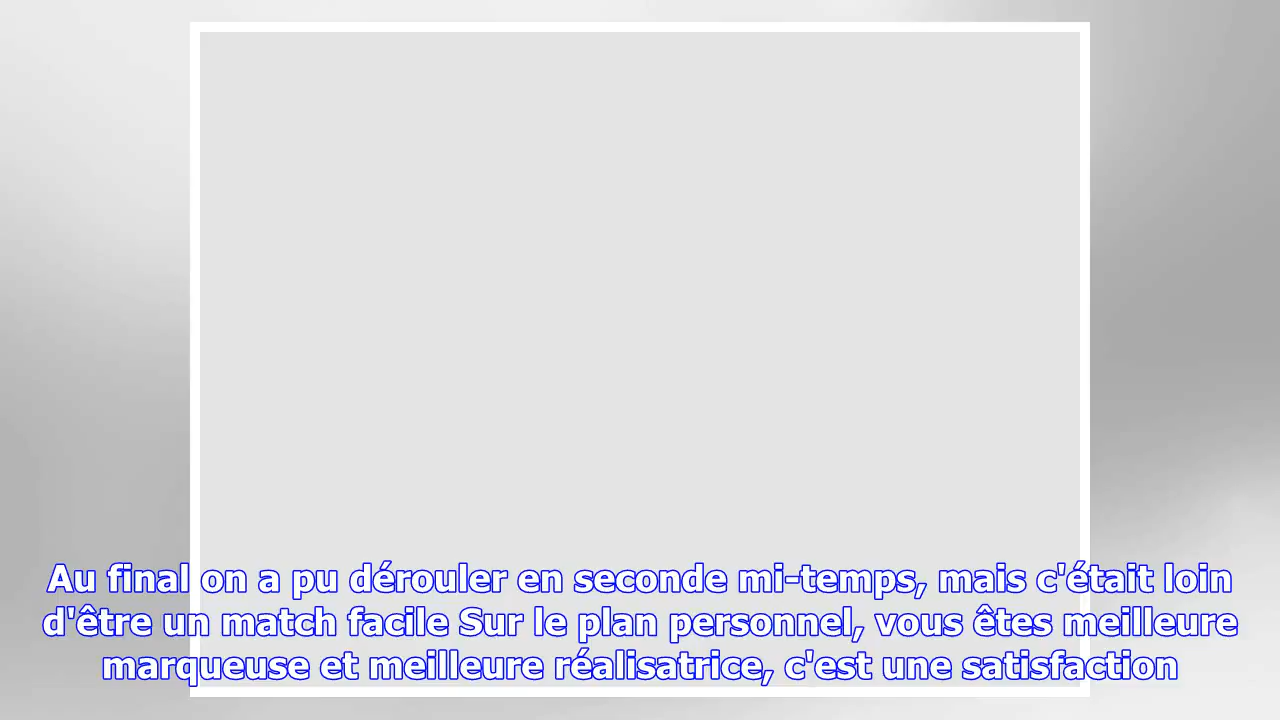 Au final on a pu dérouler en seconde mi-temps, mais c'était loin
d'être un match facile Sur le plan personnel, vous êtes meilleure
marqueuse et meilleure réalisatrice, c'est une satisfaction